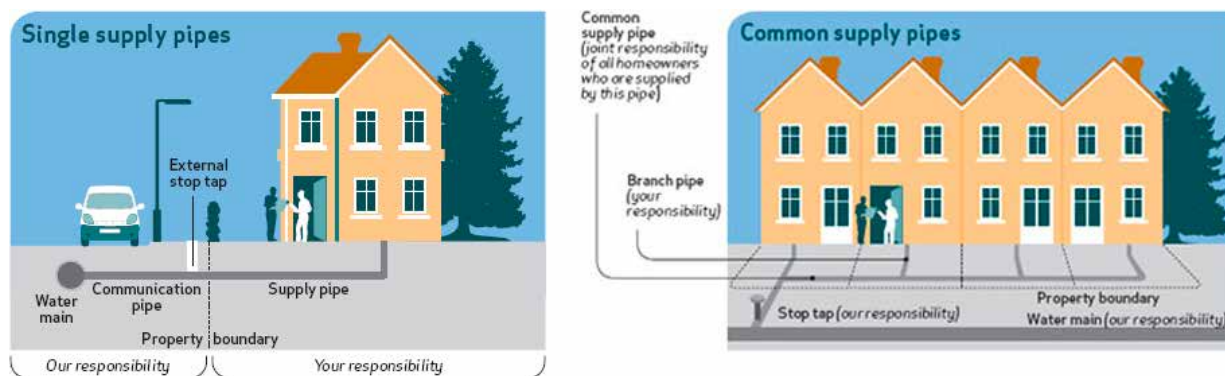 Single supply pipes
External
stop tap
Water
main
Communication
pipe
Supply pipe
Property boundary
Our responsibility
Your responsibility
Common
supply pipe
(joint responsibility
of all homeowners
who are supplied
by this pipe)
Branch pipe
(your
responsibility)
Common supply pipes
Stop tap (our responsibility)
Property boundary
Water main (our responsibility)